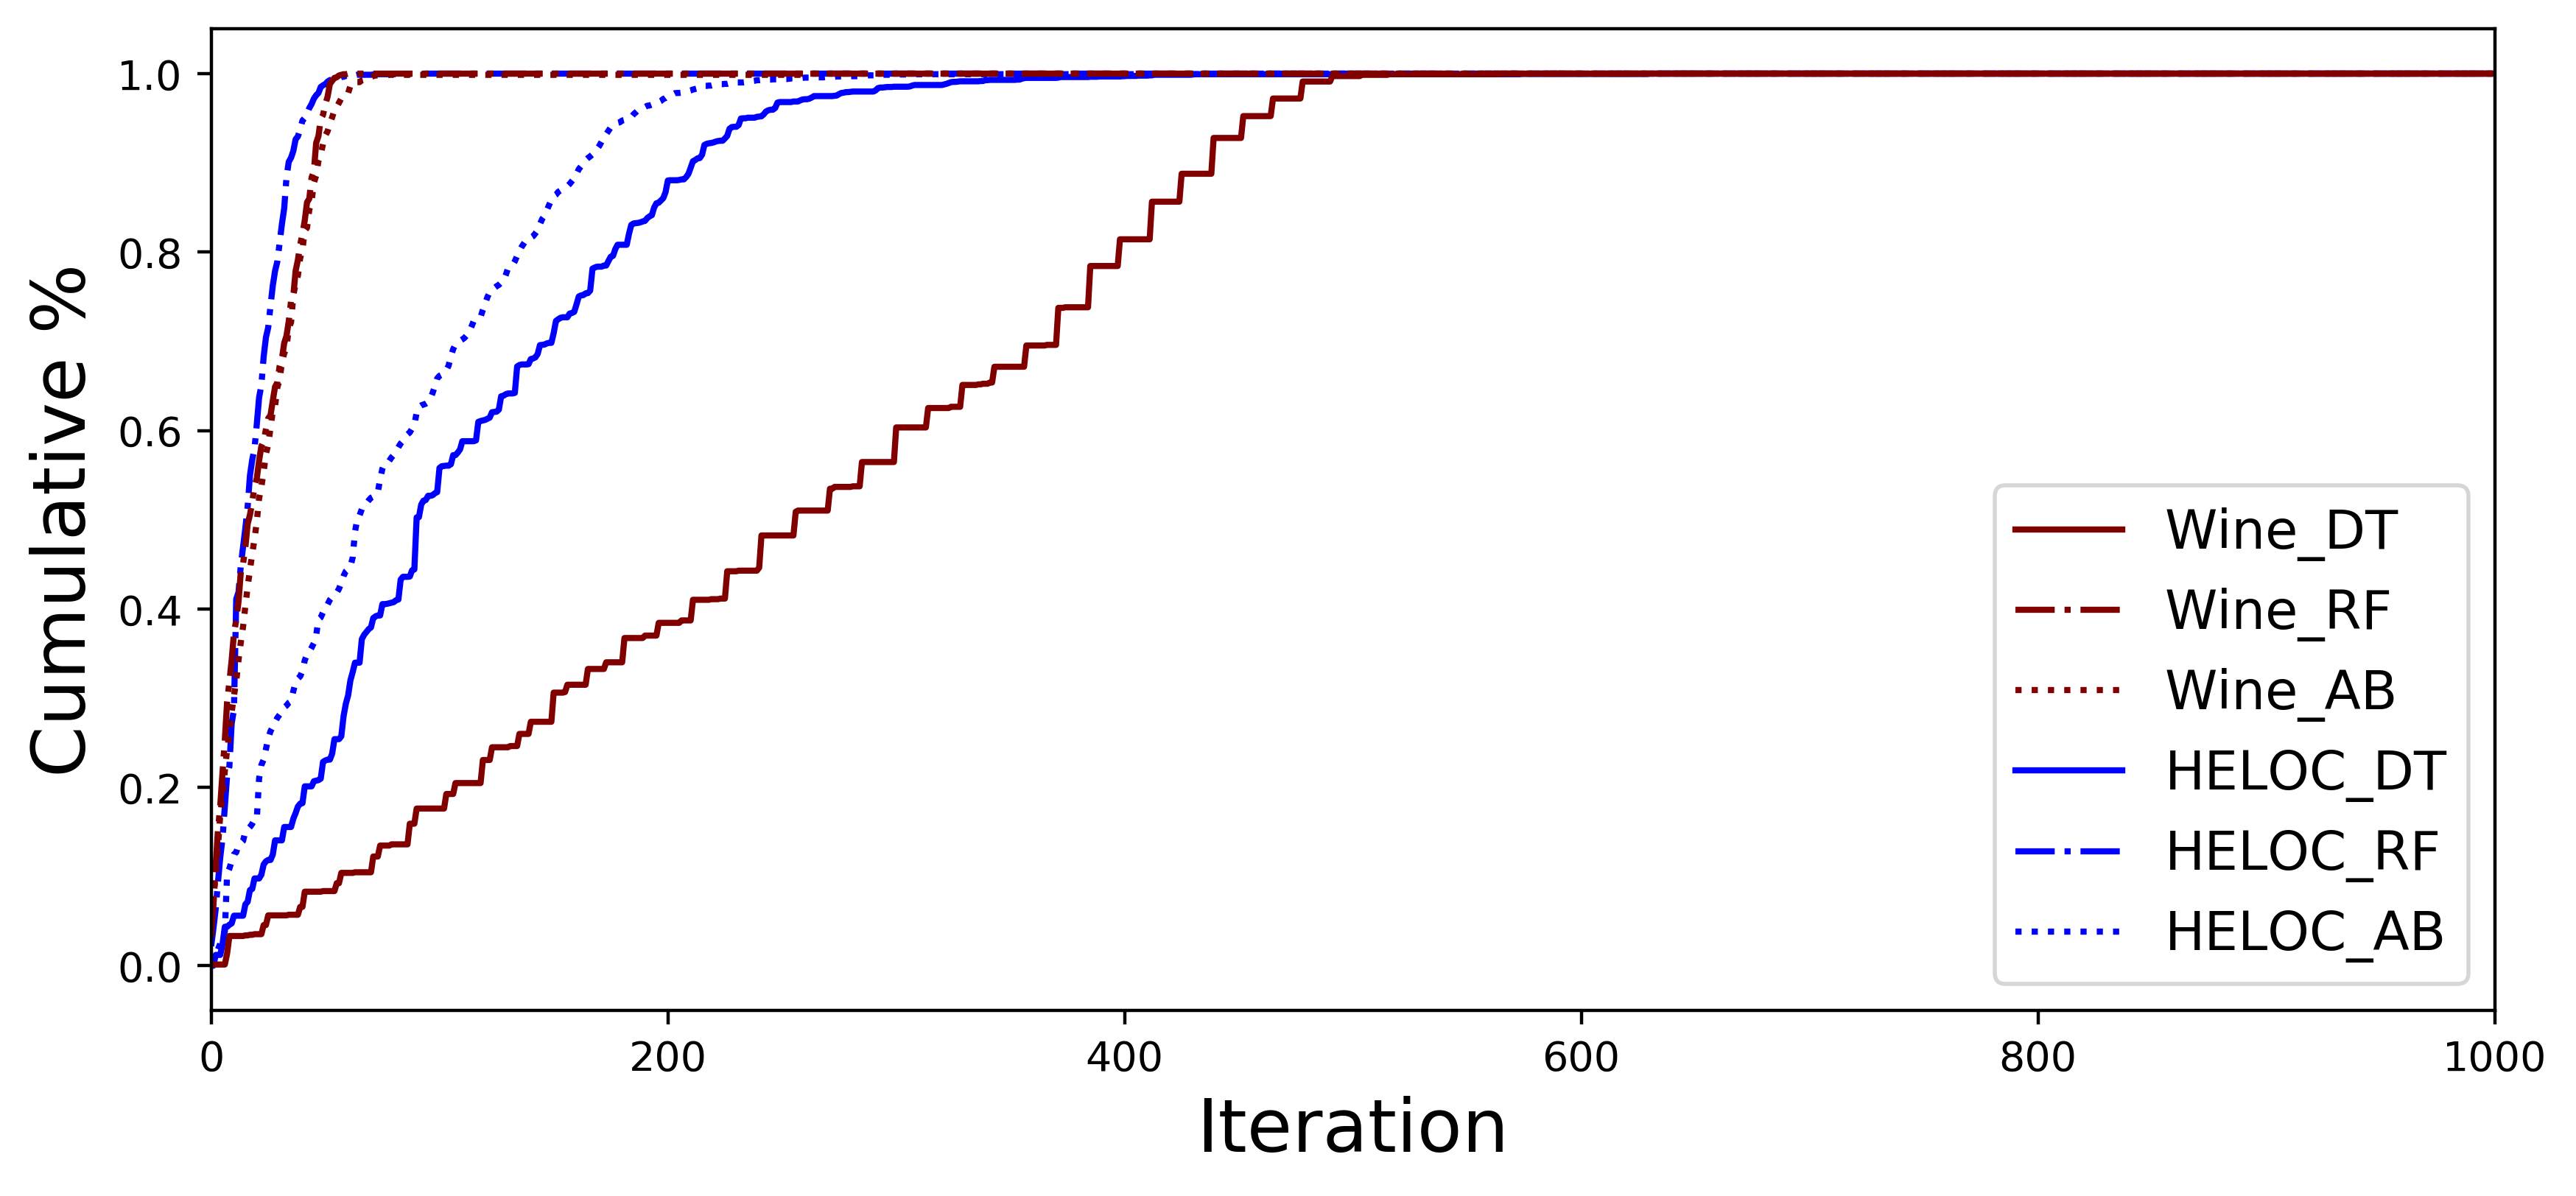 Cumulative %
1.0
0.8
0.6
0.4
0.2
0.0
0
200
400
600
800
1000
Iteration
Wine_DT
Wine_RF
Wine_AB
HELOC_DT
HELOC_RF
HELOC_AB